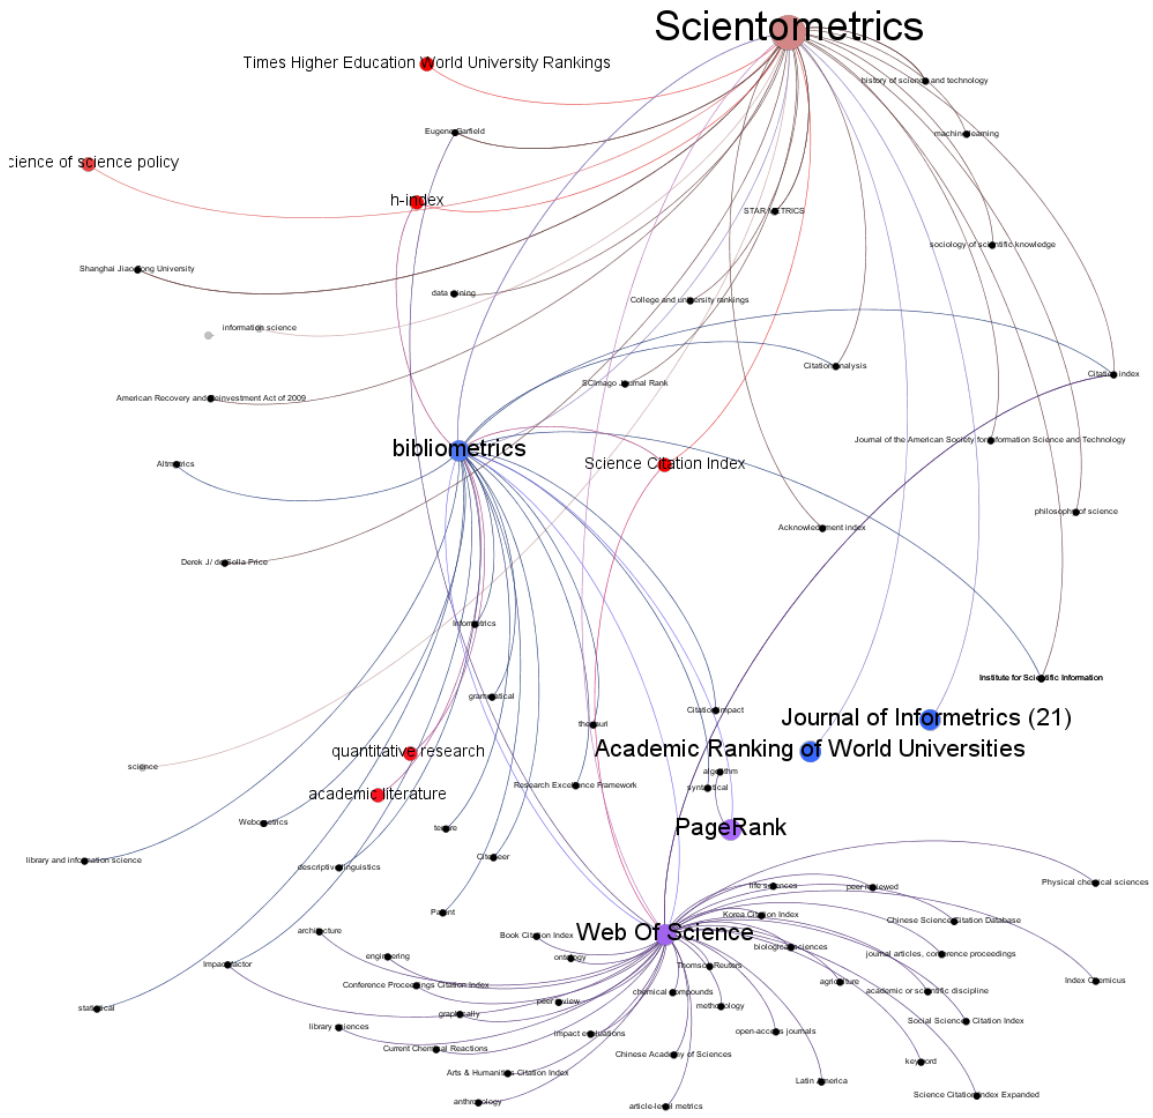 Scientometrics
Times Higher Education World University Rankings
history of science and technology
Eugene Garfield
machine learning
cience of science policy
h-index
STAR METRICS
sociology of scientific knowledge
Shanghai Jiao Tong University
data mining
College and university rankings
information science
Citation analysis
Citation index
SCImago Journal Rank
American Recovery and Reinvestment Act of 2009
bibliometrics
Journal of the American Society for Information Science and Technology
Altmetrics
Science Citation Index
philosophy of science
Acknowledgment index
Derek J/ de Solla Price
Informetrics
Institute for Scientific Information
grammatical
Citation impact
thesauri
Journal of Informetrics (21)
quantitative research
Academic Ranking of World Universities
science
algorithm
Research Excellence Framework
syntactical
academic literature
Webometrics
tenure
PageRank
library and information science
CiteSeer
descriptive linguistics
Physical chemical sciences
life sciences
peer reviewed
Patent
Korea Citation Index
Chinese Science Citation Database
architecture
Book Citation Index
Web Of Science
biological sciences
journal articles, conference proceedings
engineering
ontology
Impact factor
Thomson Reuters
Index Chemicus
Conference Proceedings Citation Index
chemical compounds
agriculture
academic or scientific discipline
statistical
peer review
methodology
graphically
Social Science Citation Index
library sciences
impact evaluations
open-access journals
Current Chemical Reactions
Chinese Academy of Sciences
keyword
Arts & Humanities Citation Index
Latin America
Science Citation Index Expanded
anthropology
article-level metrics